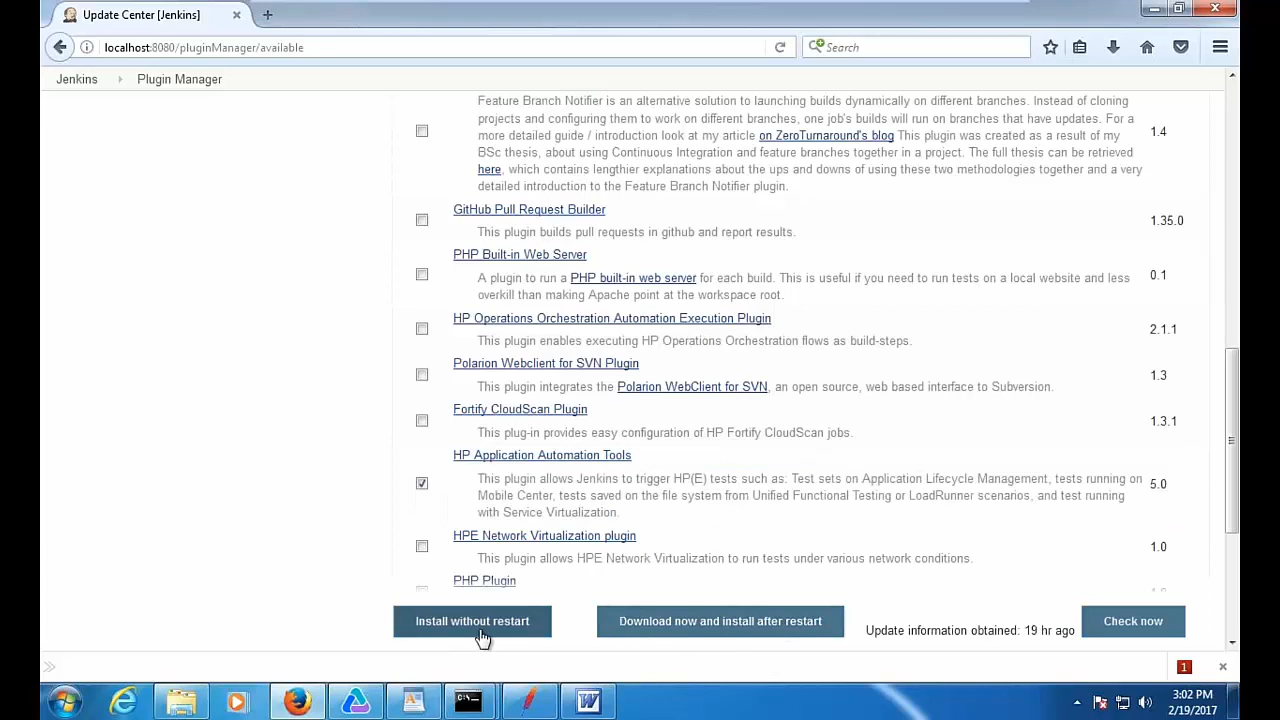 Update Center [Jenkins]
localhost:8080/pluginManager/available
Search
Jenkins
Plugin Manager
Feature Branch Notifier is an alternative solution to launching builds dynamically on different branches. Instead of cloning
projects and configuring them to work on different branches, one job's builds will run on branches that have updates. For a
more detailed guide / introduction look at my article on ZeroTurnaround's blog This plugin was created as a result of my
BSc thesis, about using Continuous Integration and feature branches together in a project. The full thesis can be retrieved
here, which contains lengthier explanations about the ups and downs of using these two methodologies together and a very
detailed introduction to the Feature Branch Notifier plugin.
1.4
GitHub Pull Request Builder
This plugin builds pull requests in github and report results.
1.35.0
PHP Built-in Web Server
A plugin to run a PHP built-in web server for each build. This is useful if you need to run tests on a local website and less
overkill than making Apache point at the workspace root.
0.1
HP Operations Orchestration Automation Execution Plugin
This plugin enables executing HP Operations Orchestration flows as build-steps.
2.1.1
Polarion Webclient for SVN Plugin
This plugin integrates the Polarion WebClient for SVN, an open source, web based interface to Subversion.
1.3
Fortify CloudScan Plugin
This plug-in provides easy configuration of HP Fortify CloudScan jobs.
1.3.1
HP Application Automation Tools
This plugin allows Jenkins to trigger HP(E) tests such as: Test sets on Application Lifecycle Management, tests running on
Mobile Center, tests saved on the file system from Unified Functional Testing or LoadRunner scenarios, and test running
with Service Virtualization.
5.0
HPE Network Virtualization plugin
This plugin allows HPE Network Virtualization to run tests under various network conditions.
1.0
PHP Plugin
Install without restart
Download now and install after restart
Update information obtained: 19 hr ago
Check now
1
3:02 PM
2/19/2017